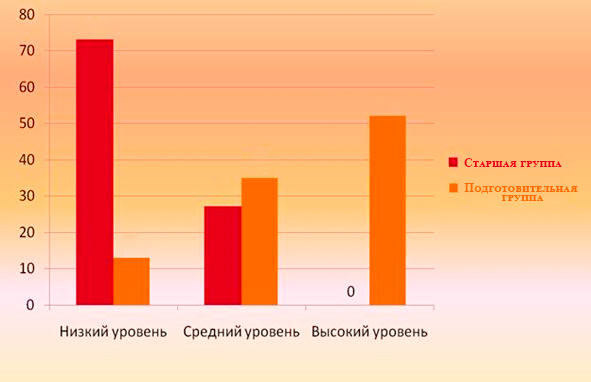 80
70
60
50
40
30
20
10
0
0
Низкий уровень Средний уровень Высокий уровень
Старшая группа
Подготовительная
группа